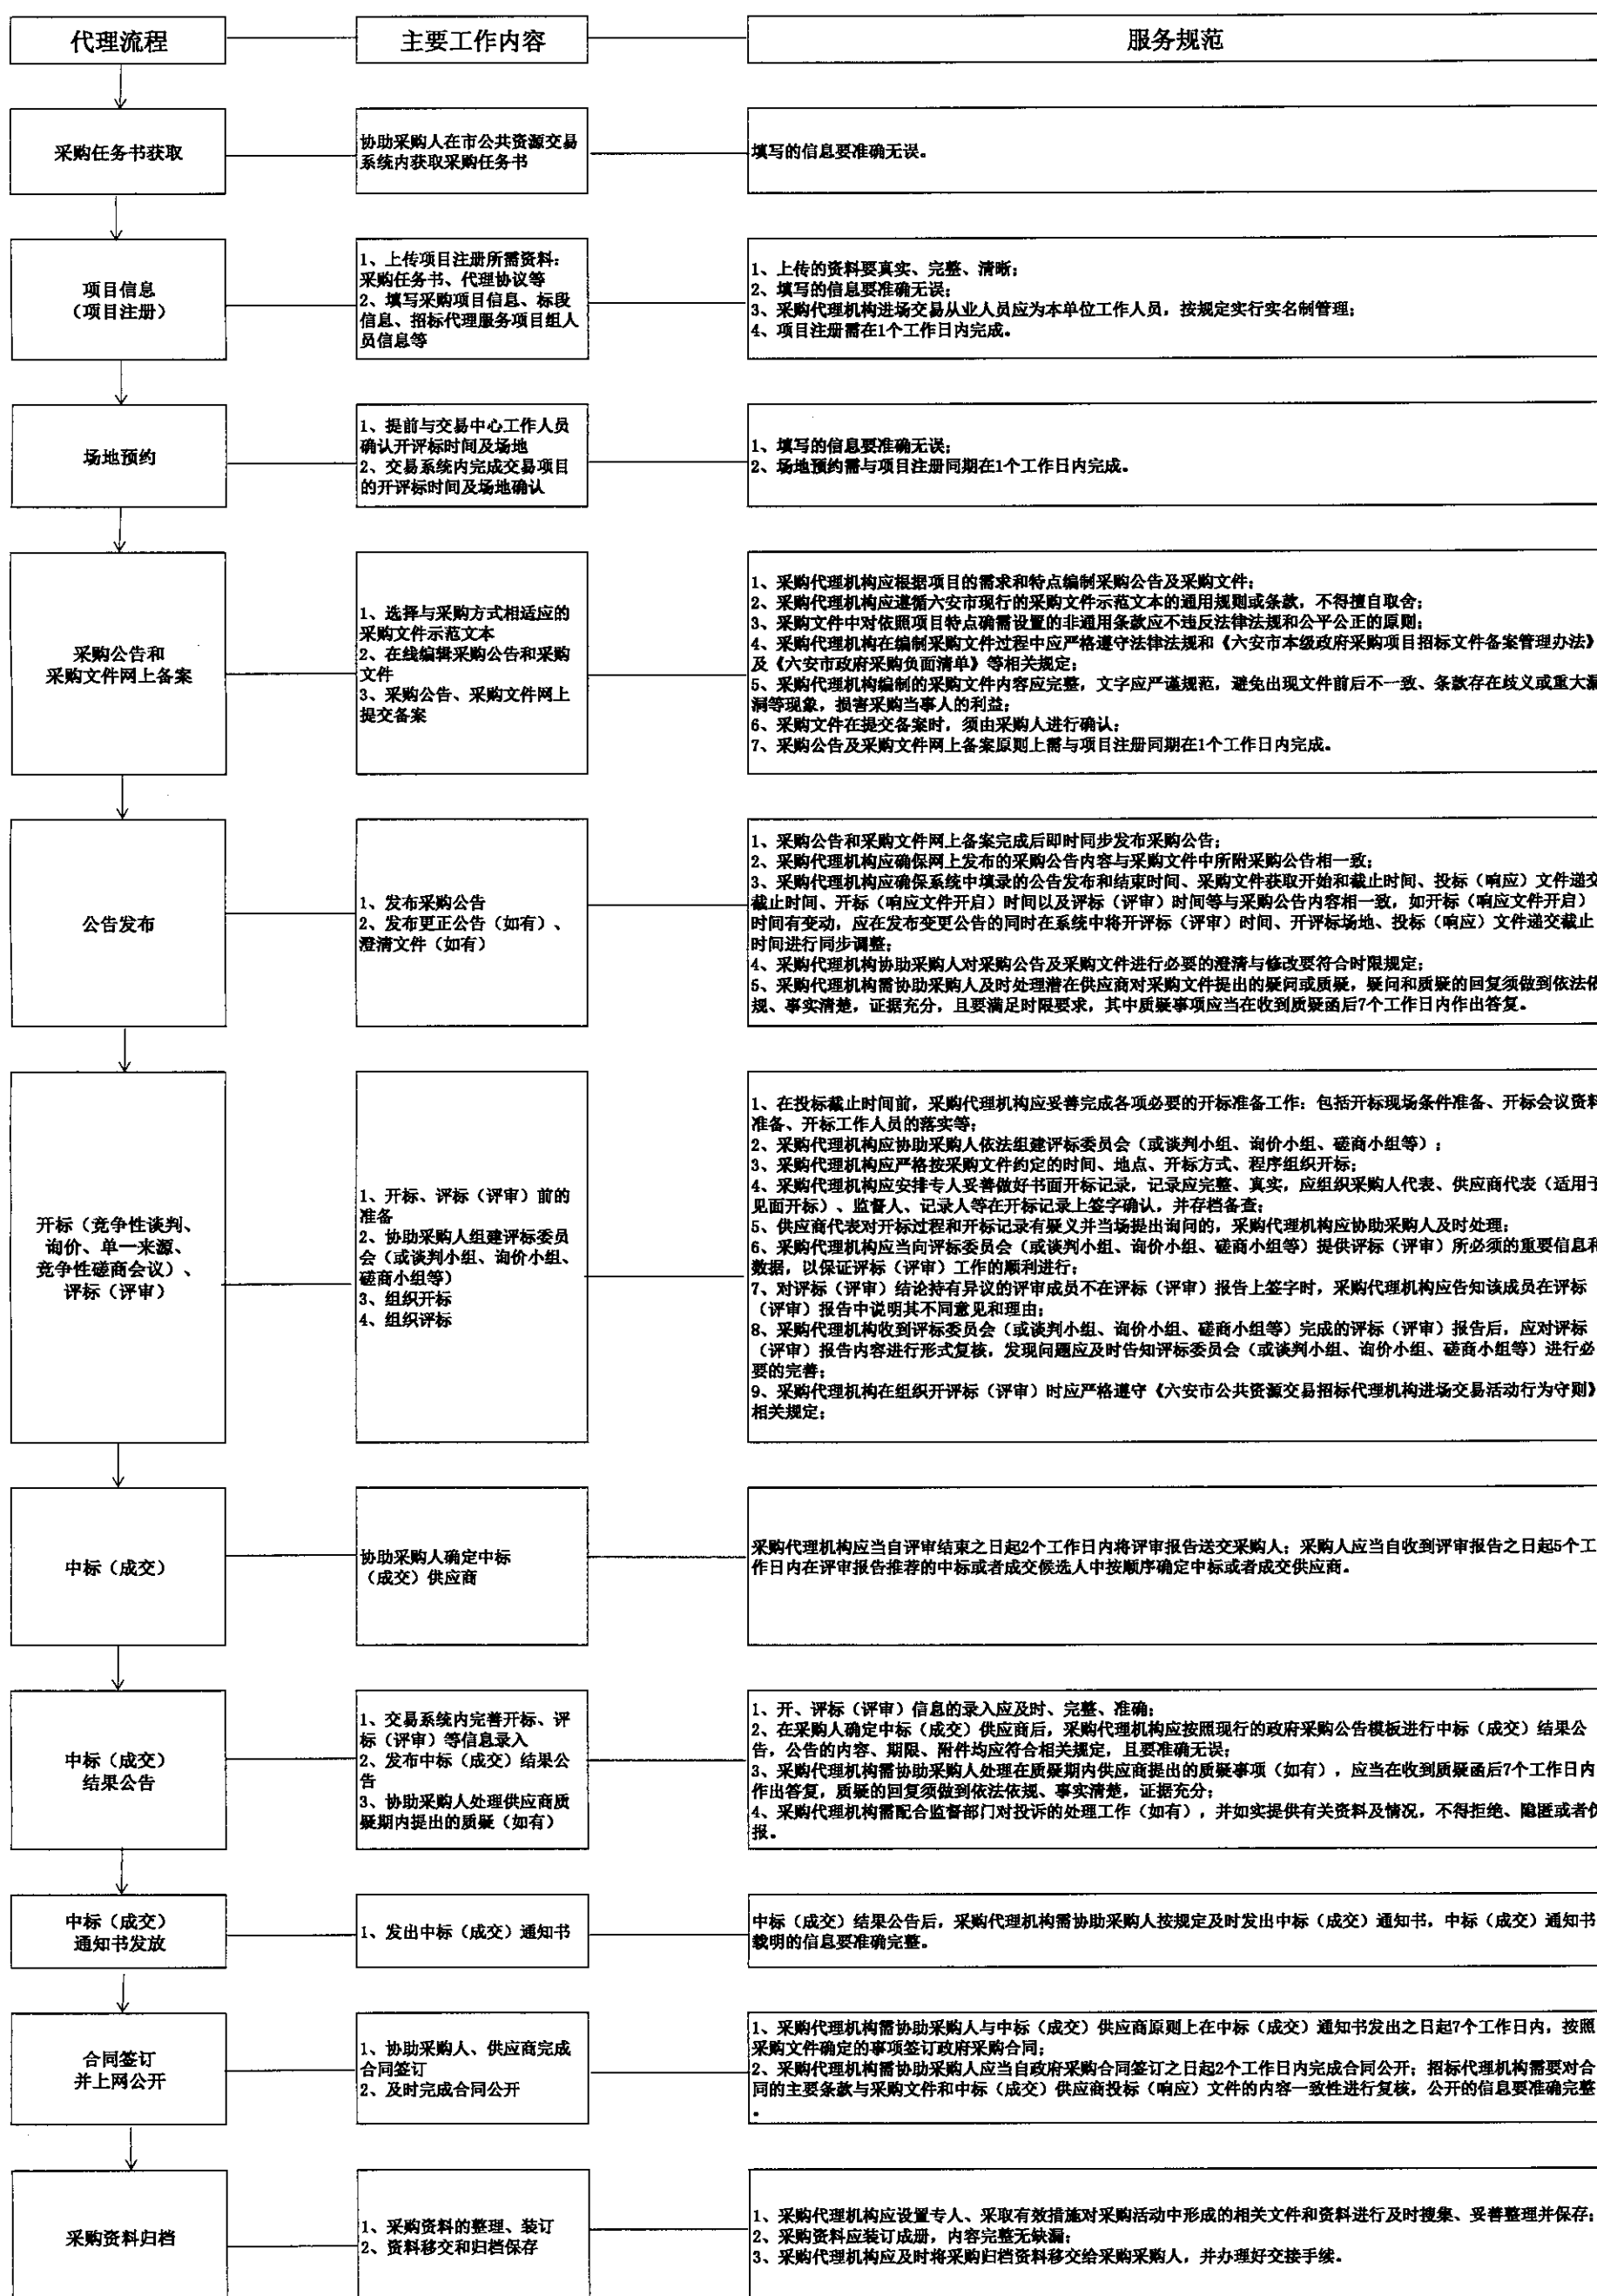 代理流程
主要工作内容
服务规范
采购任务书获取
协助采购人在市公共资源交易
系统内获取采购任务书
填写的信息要准确无误。
项目信息
（项目注册）
1、上传项目注册所需资料：
采购任务书、代理协议等
2、填写采购项目信息、标段
信息、招标代理服务项目组人
员信息等
1、上传的资料要真实、完整、清晰；
2、填写的信息要准确无误；
3、采购代理机构进场交易从业人员应为本单位工作人员，按规定实行实名制管理；
4、项目注册需在1个工作日内完成。
场地预约
1、提前与交易中心工作人员
确认开评标时间及场地
2、交易系统内完成交易项目
的开评标时间及场地确认
1、填写的信息要准确无误；
2、场地预约需与项目注册同期在1个工作日内完成。
采购公告和
采购文件网上备案
1、选择与采购方式相适应的
采购文件示范文本
2、在线编辑采购公告和采购
文件
3、采购公告、采购文件网上
提交备案
1、采购代理机构应根据项目的需求和特点编制采购公告及采购文件；
2、采购代理机构应遵循六安市现行的采购文件示范文本的通用规则或条款，不得擅自取舍；
3、采购文件中对依照项目特点确需设置的非通用条款应不违反法律法规和公平公正的原则；
4、采购代理机构在编制采购文件过程中应严格遵守法律法规和《六安市本级政府采购项目招标文件备案管理办法》
及《六安市政府采购负面清单》等相关规定；
5、采购代理机构编制的采购文件内容应完整，文字应严谨规范，避免出现文件前后不一致、条款存在歧义或重大漏
洞等现象，损害采购当事人的利益；
6、采购文件在提交备案时，须由采购人进行确认；
7、采购公告及采购文件网上备案原则上需与项目注册同期在1个工作日内完成。
公告发布
1、发布采购公告
2、发布更正公告（如有）、
澄清文件（如有）
1、采购公告和采购文件网上备案完成后即时同步发布采购公告；
2、采购代理机构应确保网上发布的采购公告内容与采购文件中所附采购公告相一致；
3、采购代理机构应确保系统中填录的公告发布和结束时间、采购文件获取开始和截止时间、投标（响应）文件递交
截止时间、开标（响应文件开启）时间以及评标（评审）时间等与采购公告内容相一致，如开标（响应文件开启）
时间有变动，应在发布变更公告的同时在系统中将开评标（评审）时间、开评标场地、投标（响应）文件递交截止
时间进行同步调整；
4、采购代理机构协助采购人对采购公告及采购文件进行必要的澄清与修改要符合时限规定；
5、采购代理机构需协助采购人及时处理潜在供应商对采购文件提出的疑问或质疑，疑问和质疑的回复须做到依法依
规、事实清楚，证据充分，且要满足时限要求，其中质疑事项应当在收到质疑函后7个工作日内作出答复。
开标（竞争性谈判、
询价、单一来源、
竞争性磋商会议）、
评标（评审）
1、开标、评标（评审）前的
准备
2、协助采购人组建评标委员
会（或谈判小组、询价小组、
磋商小组等）
3、组织开标
4、组织评标
1、在投标截止时间前，采购代理机构应妥善完成各项必要的开标准备工作：包括开标现场条件准备、开标会议资料
准备、开标工作人员的落实等；
2、采购代理机构应协助采购人依法组建评标委员会（或谈判小组、询价小组、磋商小组等）；
3、采购代理机构应严格按采购文件约定的时间、地点、开标方式、程序组织开标；
4、采购代理机构应安排专人妥善做好书面开标记录，记录应完整、真实，应组织采购人代表、供应商代表（适用于
见面开标）、监督人、记录人等在开标记录上签字确认，并存档备查；
5、供应商代表对开标过程和开标记录有疑义并当场提出询问的，采购代理机构应协助采购人及时处理；
6、采购代理机构应当向评标委员会（或谈判小组、询价小组、磋商小组等）提供评标（评审）所必须的重要信息和
数据，以保证评标（评审）工作的顺利进行；
7、对评标（评审）结论持有异议的评审成员不在评标（评审）报告上签字时，采购代理机构应告知该成员在评标
（评审）报告中说明其不同意见和理由；
8、采购代理机构收到评标委员会（或谈判小组、询价小组、磋商小组等）完成的评标（评审）报告后，应对评标
（评审）报告内容进行形式复核，发现问题应及时告知评标委员会（或谈判小组、询价小组、磋商小组等）进行必
要的完善；
9、采购代理机构在组织开评标（评审）时应严格遵守《六安市公共资源交易招标代理机构进场交易活动行为守则》
相关规定；
中标（成交）
协助采购人确定中标
（成交）供应商
采购代理机构应当自评审结束之日起2个工作日内将评审报告送交采购人；采购人应当自收到评审报告之日起5个工
作日内在评审报告推荐的中标或者成交候选人中按顺序确定中标或者成交供应商。
中标（成交）
结果公告
1、交易系统内完善开标、评
标（评审）等信息录入
2、发布中标（成交）结果公
告
3、协助采购人处理供应商质
疑期内提出的质疑（如有）
1、开、评标（评审）信息的录入应及时、完整、准确；
2、在采购人确定中标（成交）供应商后，采购代理机构应按照现行的政府采购公告模板进行中标（成交）结果公
告，公告的内容、期限、附件均应符合相关规定，且要准确无误；
3、采购代理机构需协助采购人处理在质疑期内供应商提出的质疑事项（如有），应当在收到质疑函后7个工作日内
作出答复，质疑的回复须做到依法依规、事实清楚，证据充分；
4、采购代理机构需配合监督部门对投诉的处理工作（如有），并如实提供有关资料及情况，不得拒绝、隐匿或者
报。
中标（成交）
通知书发放
1、发出中标（成交）通知书
中标（成交）结果公告后，采购代理机构需协助采购人按规定及时发出中标（成交）通知书，中标（成交）通知书
载明的信息要准确完整。
合同签订
并上网公开
1、协助采购人、供应商完成
合同签订
2、及时完成合同公开
1、采购代理机构需协助采购人与中标（成交）供应商原则上在中标（成交）通知书发出之日起7个工作日内，按照
采购文件确定的事项签订政府采购合同；
2、采购代理机构需协助采购人应当自政府采购合同签订之日起2个工作日内完成合同公开；招标代理机构需要对合
同的主要条款与采购文件和中标（成交）供应商投标（响应）文件的内容一致性进行复核，公开的信息要准确完整
。
采购资料归档
1、采购资料的整理、装订
2、资料移交和归档保存
1、采购代理机构应设置专人、采取有效措施对采购活动中形成的相关文件和资料进行及时搜集、妥善整理并保存；
2、采购资料应装订成册，内容完整无缺漏；
3、采购代理机构应及时将采购归档资料移交给采购采购人，并办理好交接手续。